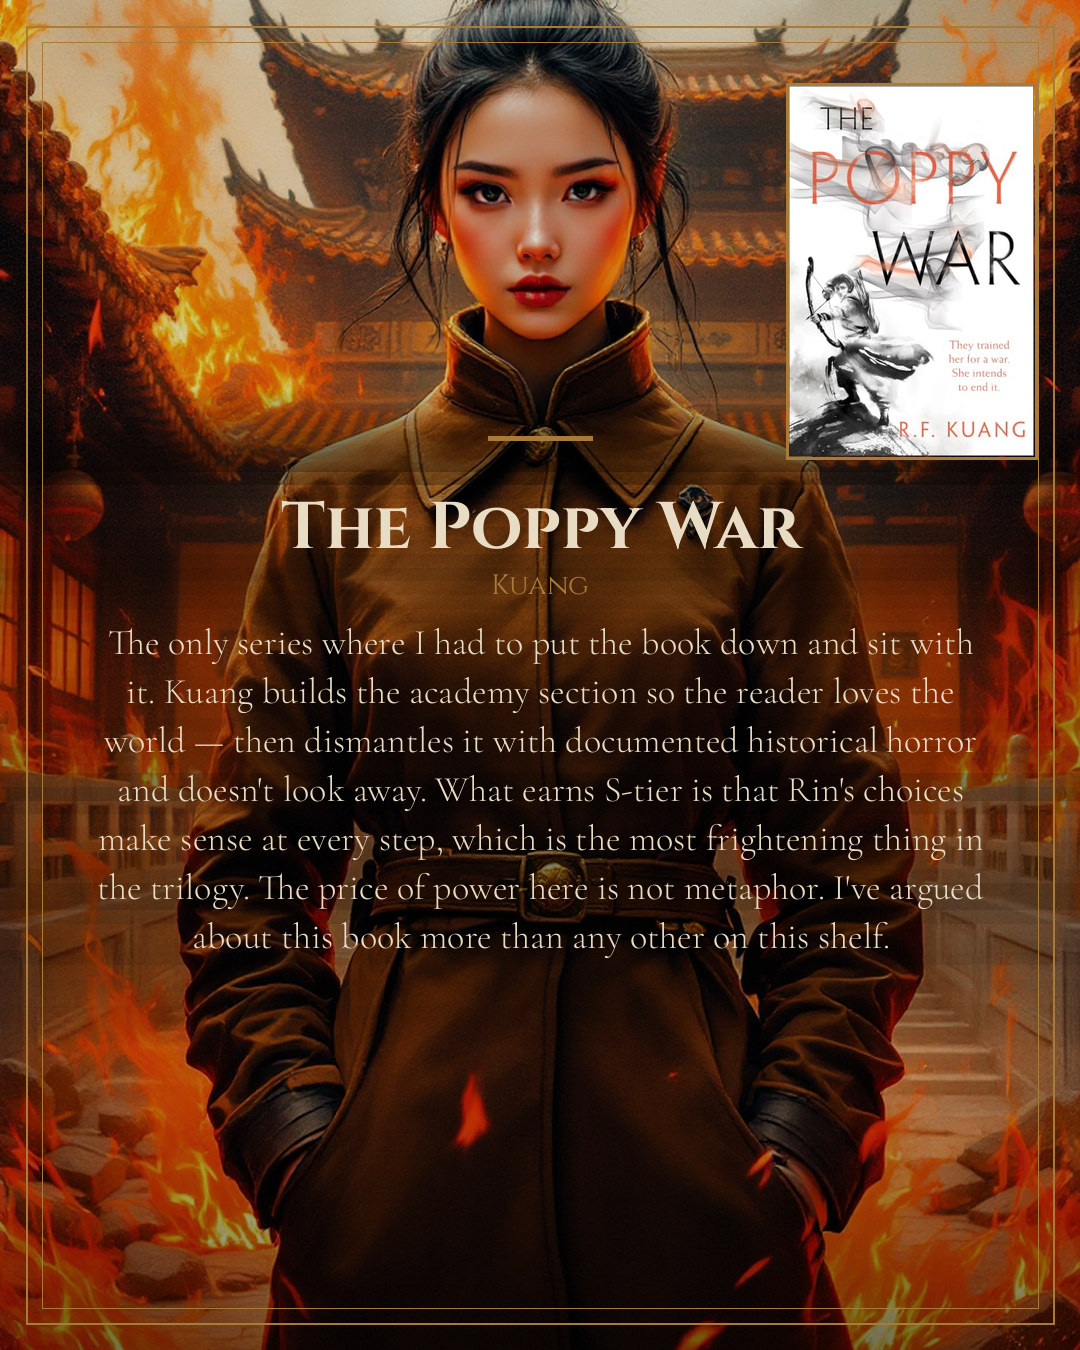 THE
POPPY
WAR
They trained
her for a war.
She intends
to end it.
R.F. KUANG
The Poppy War
Kuang
The only series where I had to put the book down and sit with
it. Kuang builds the academy section so the reader loves the
world — then dismantles it with documented historical horror
and doesn't look away. What earns S-tier is that Rin's choices
make sense at every step, which is the most frightening thing in
the trilogy. The price of power here is not metaphor. I've argued
about this book more than any other on this shelf.